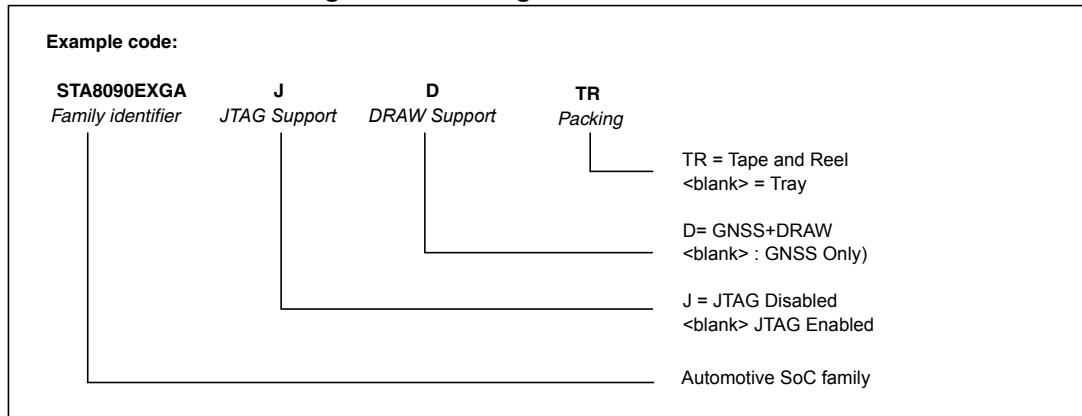 Example code:
STA8090EXGA J D TR
Family identifier JTAG Support DRAW Support Packing
TR = Tape and Reel
<blank> = Tray
D= GNSS+DRAW
<blank> : GNSS Only)
J = JTAG Disabled
<blank> JTAG Enabled
Automotive SoC family